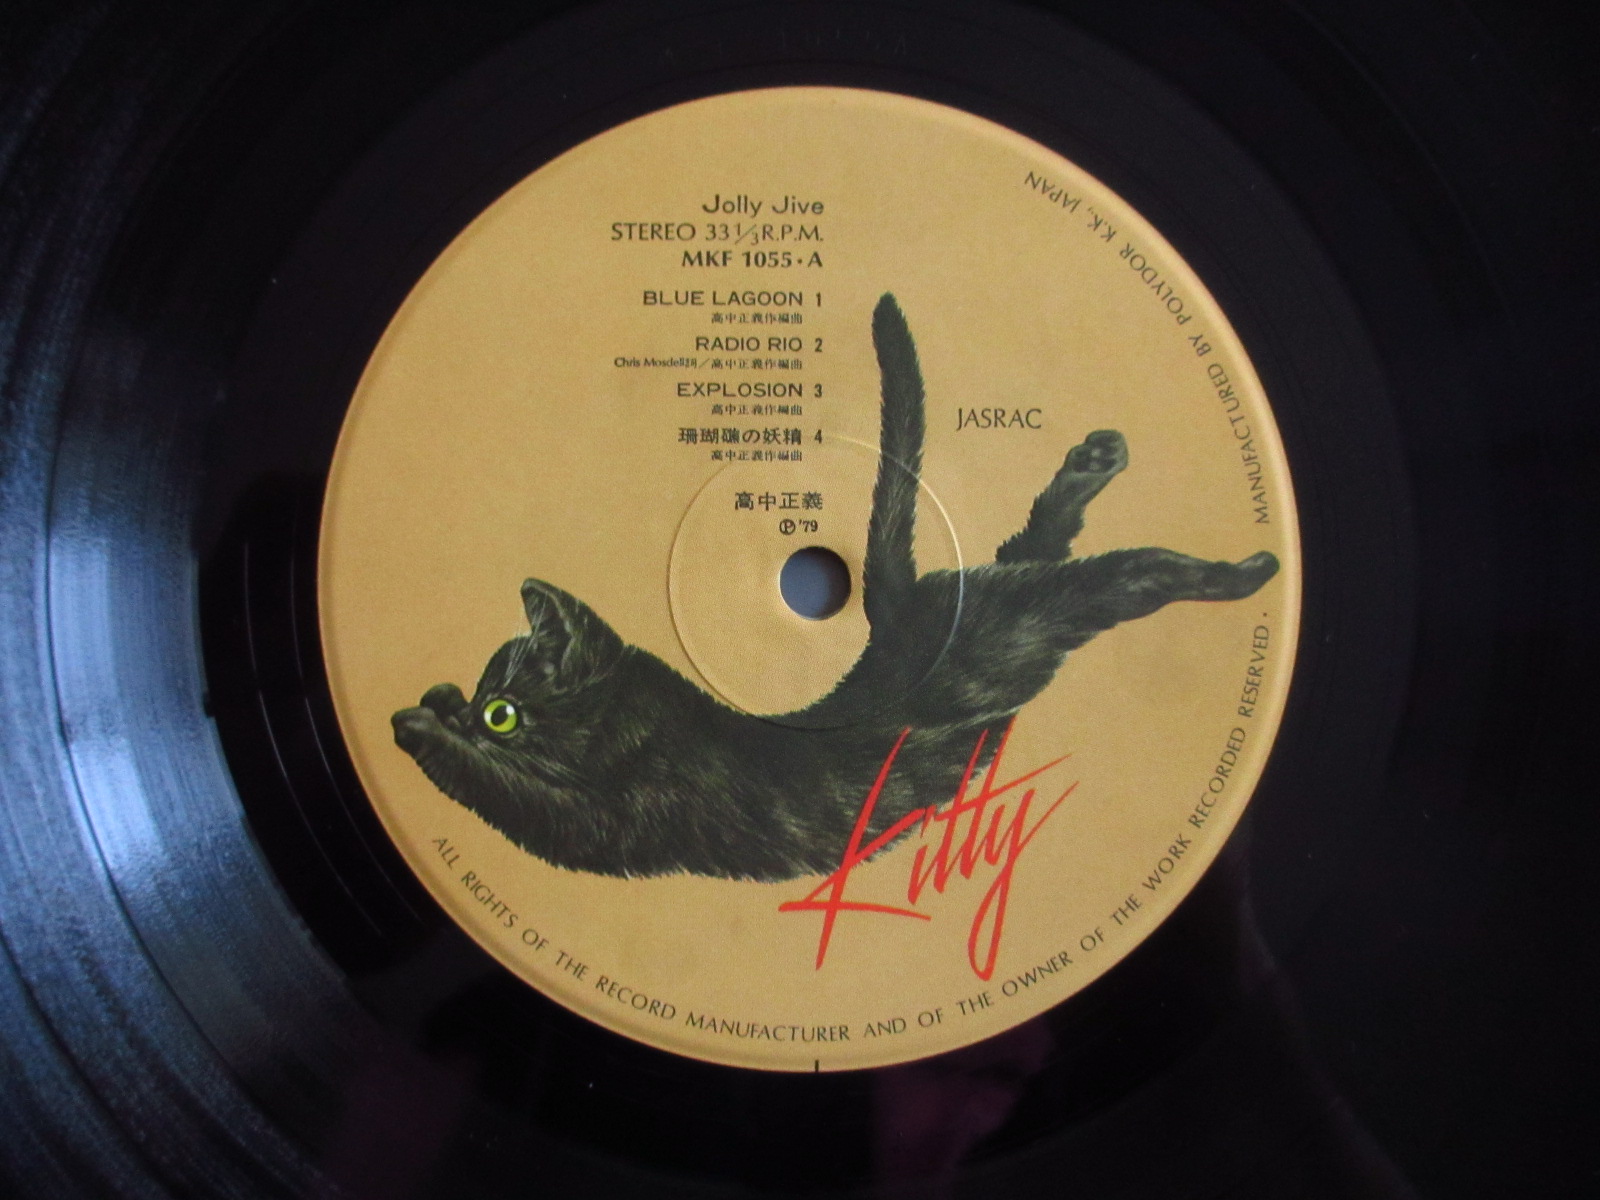 Jolly Jive
STEREO 33 1/3 R.P.M.
MKF 1055・A
BLUE LAGOON 1
高中正義作編曲
RADIO RIO 2
Chris Mosdell詞／高中正義作編曲
EXPLOSION 3
高中正義作編曲
珊瑚礁の妖精 4
高中正義作編曲
高中正義
Ⓟ'79
JASRAC
Kitty
ALL RIGHTS OF THE RECORD MANUFACTURER AND OF THE OWNER OF THE WORK RECORDED RESERVED・
MANUFACTURED BY POLYDOR K.K., JAPAN